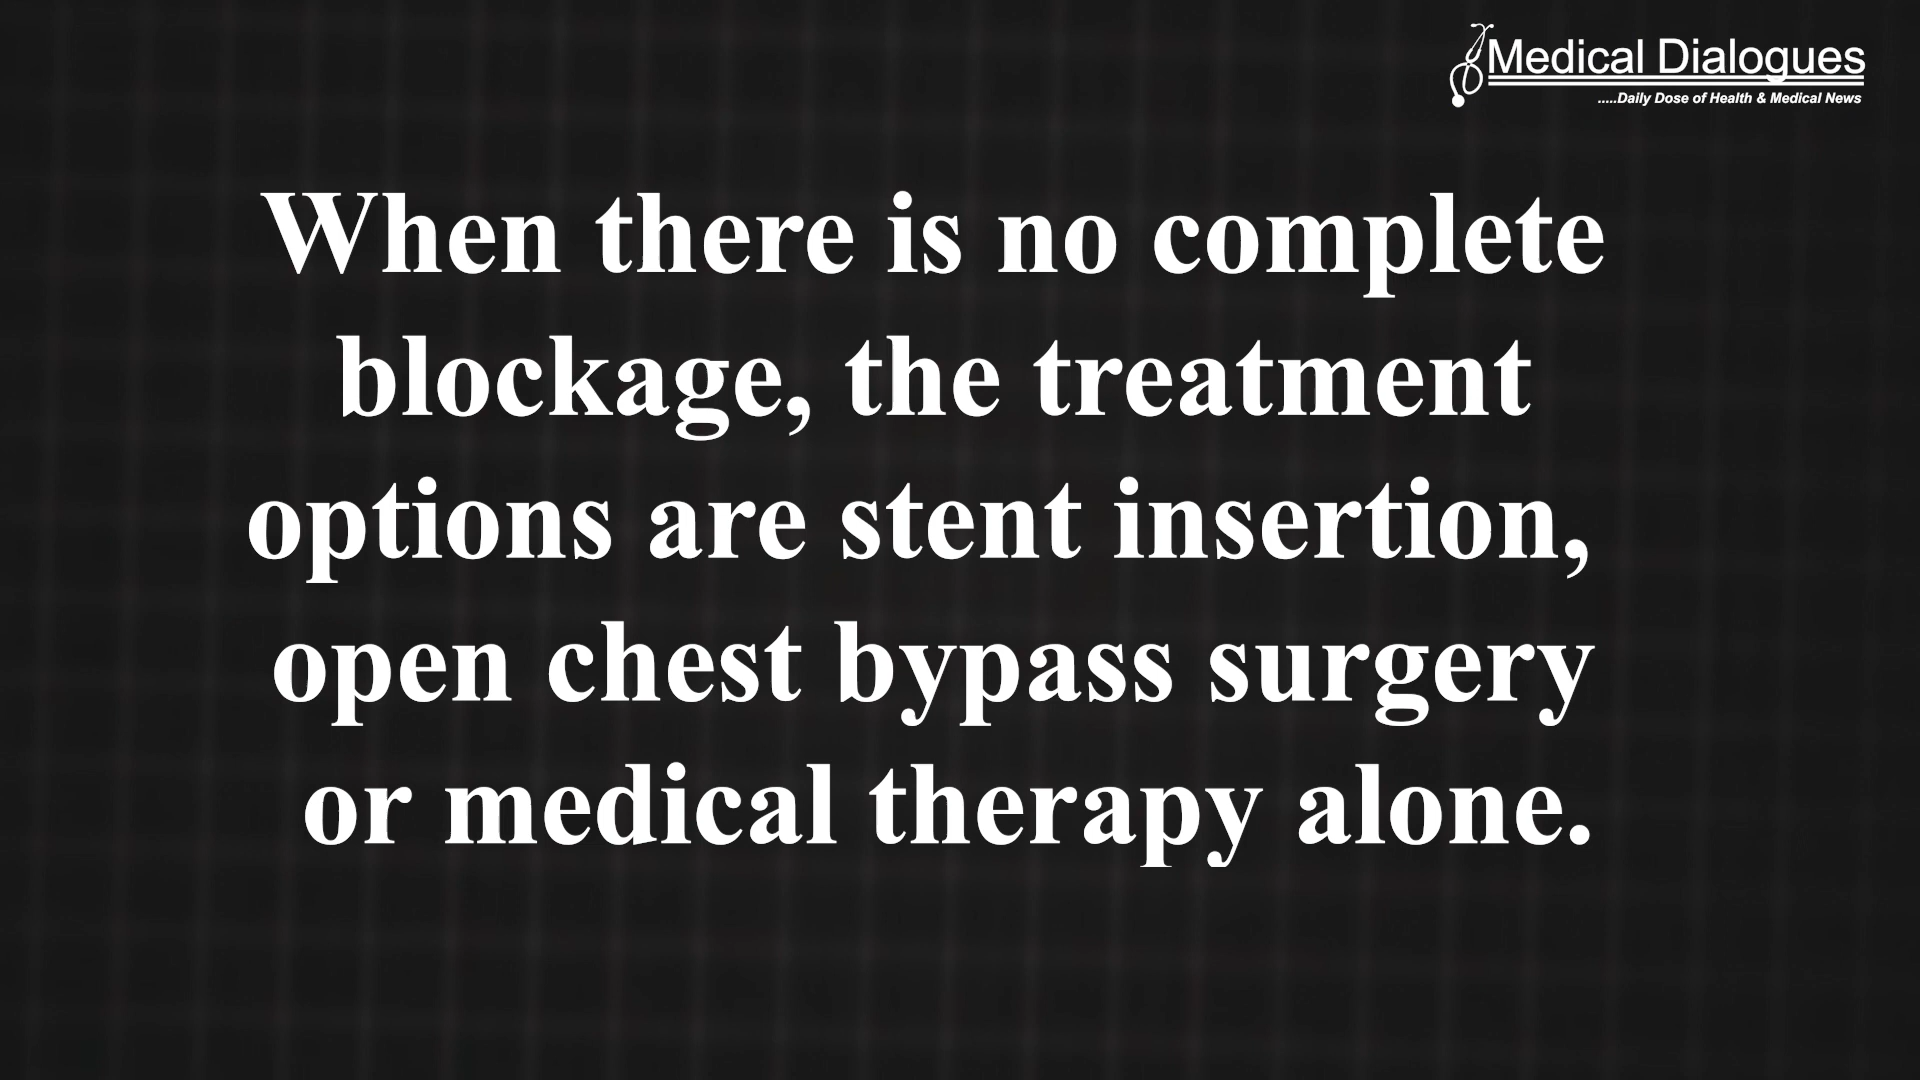 Medical Dialogues
.....Daily Dose of Health & Medical News
When there is no complete
blockage, the treatment
options are stent insertion,
open chest bypass surgery
or medical therapy alone.